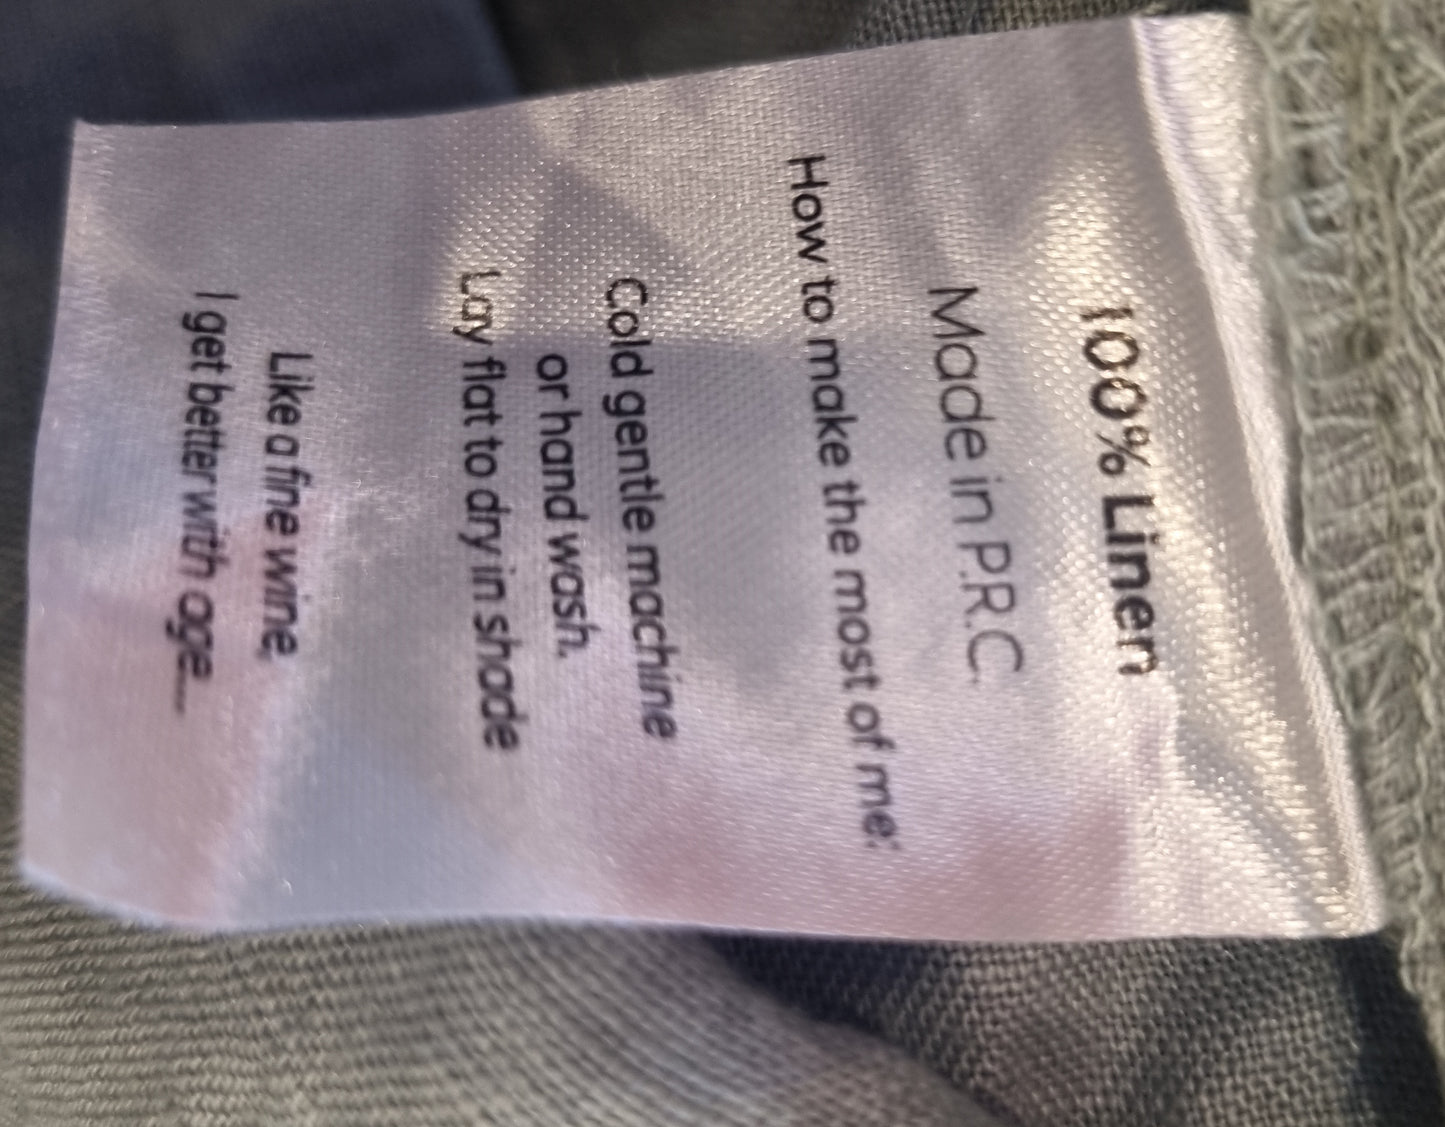 100% Linen
Made in P.R.C.
How to make the most of me:
Cold gentle machine
or hand wash.
Lay flat to dry in shade
Like a fine wine,
I get better with age....